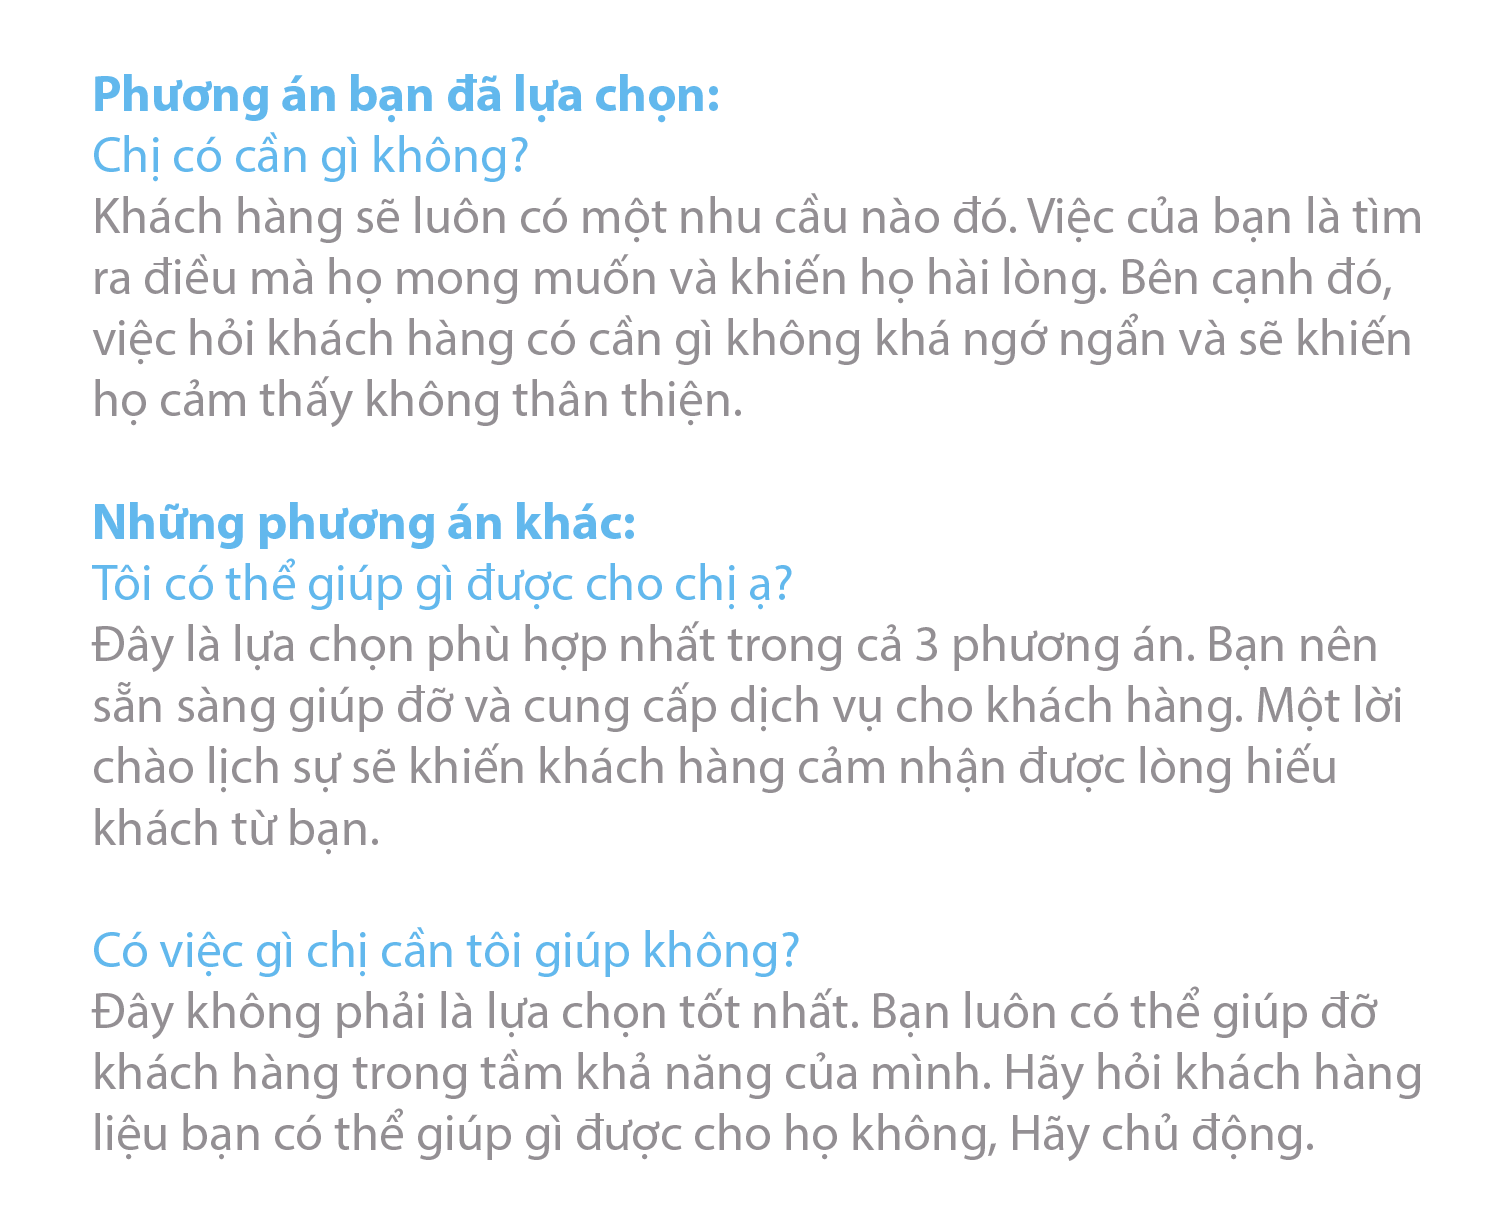 Phương án bạn đã lựa chọn:
Chị có cần gì không?
Khách hàng sẽ luôn có một nhu cầu nào đó. Việc của bạn là tìm
ra điều mà họ mong muốn và khiến họ hài lòng. Bên cạnh đó,
việc hỏi khách hàng có cần gì không khá ngớ ngẩn và sẽ khiến
họ cảm thấy không thân thiện.
Những phương án khác:
Tôi có thể giúp gì được cho chị ạ?
Đây là lựa chọn phù hợp nhất trong cả 3 phương án. Bạn nên
sẵn sàng giúp đỡ và cung cấp dịch vụ cho khách hàng. Một lời
chào lịch sự sẽ khiến khách hàng cảm nhận được lòng hiếu
khách từ bạn.
Có việc gì chị cần tôi giúp không?
Đây không phải là lựa chọn tốt nhất. Bạn luôn có thể giúp đỡ
khách hàng trong tầm khả năng của mình. Hãy hỏi khách hàng
liệu bạn có thể giúp gì được cho họ không, Hãy chủ động.